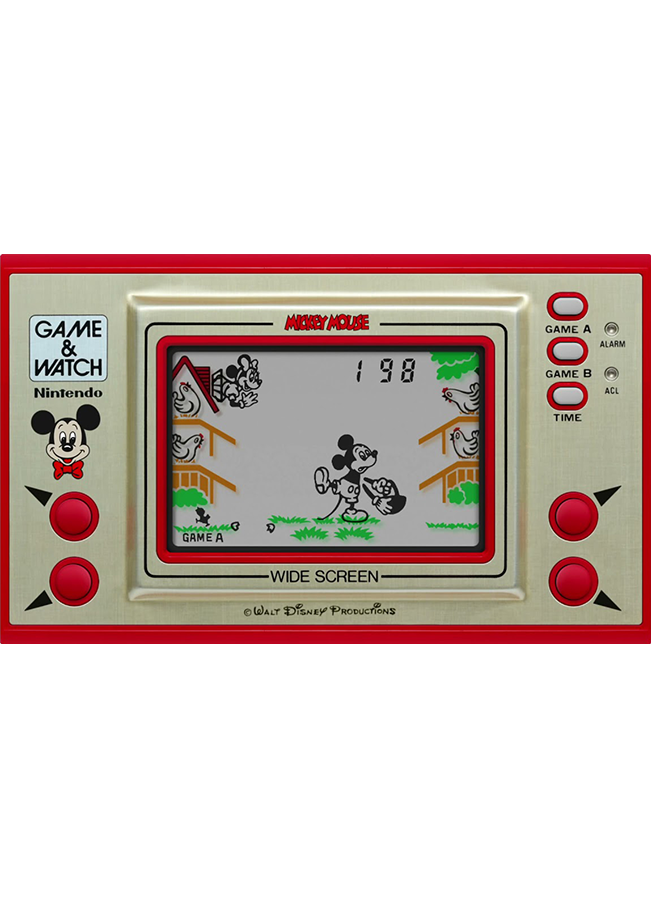 GAME
&
WATCH
Nintendo
MICKEY MOUSE
198
GAME A
WIDE SCREEN
© WALT DISNEY PRODUCTIONS
GAME A
ALARM
GAME B
ACL
TIME